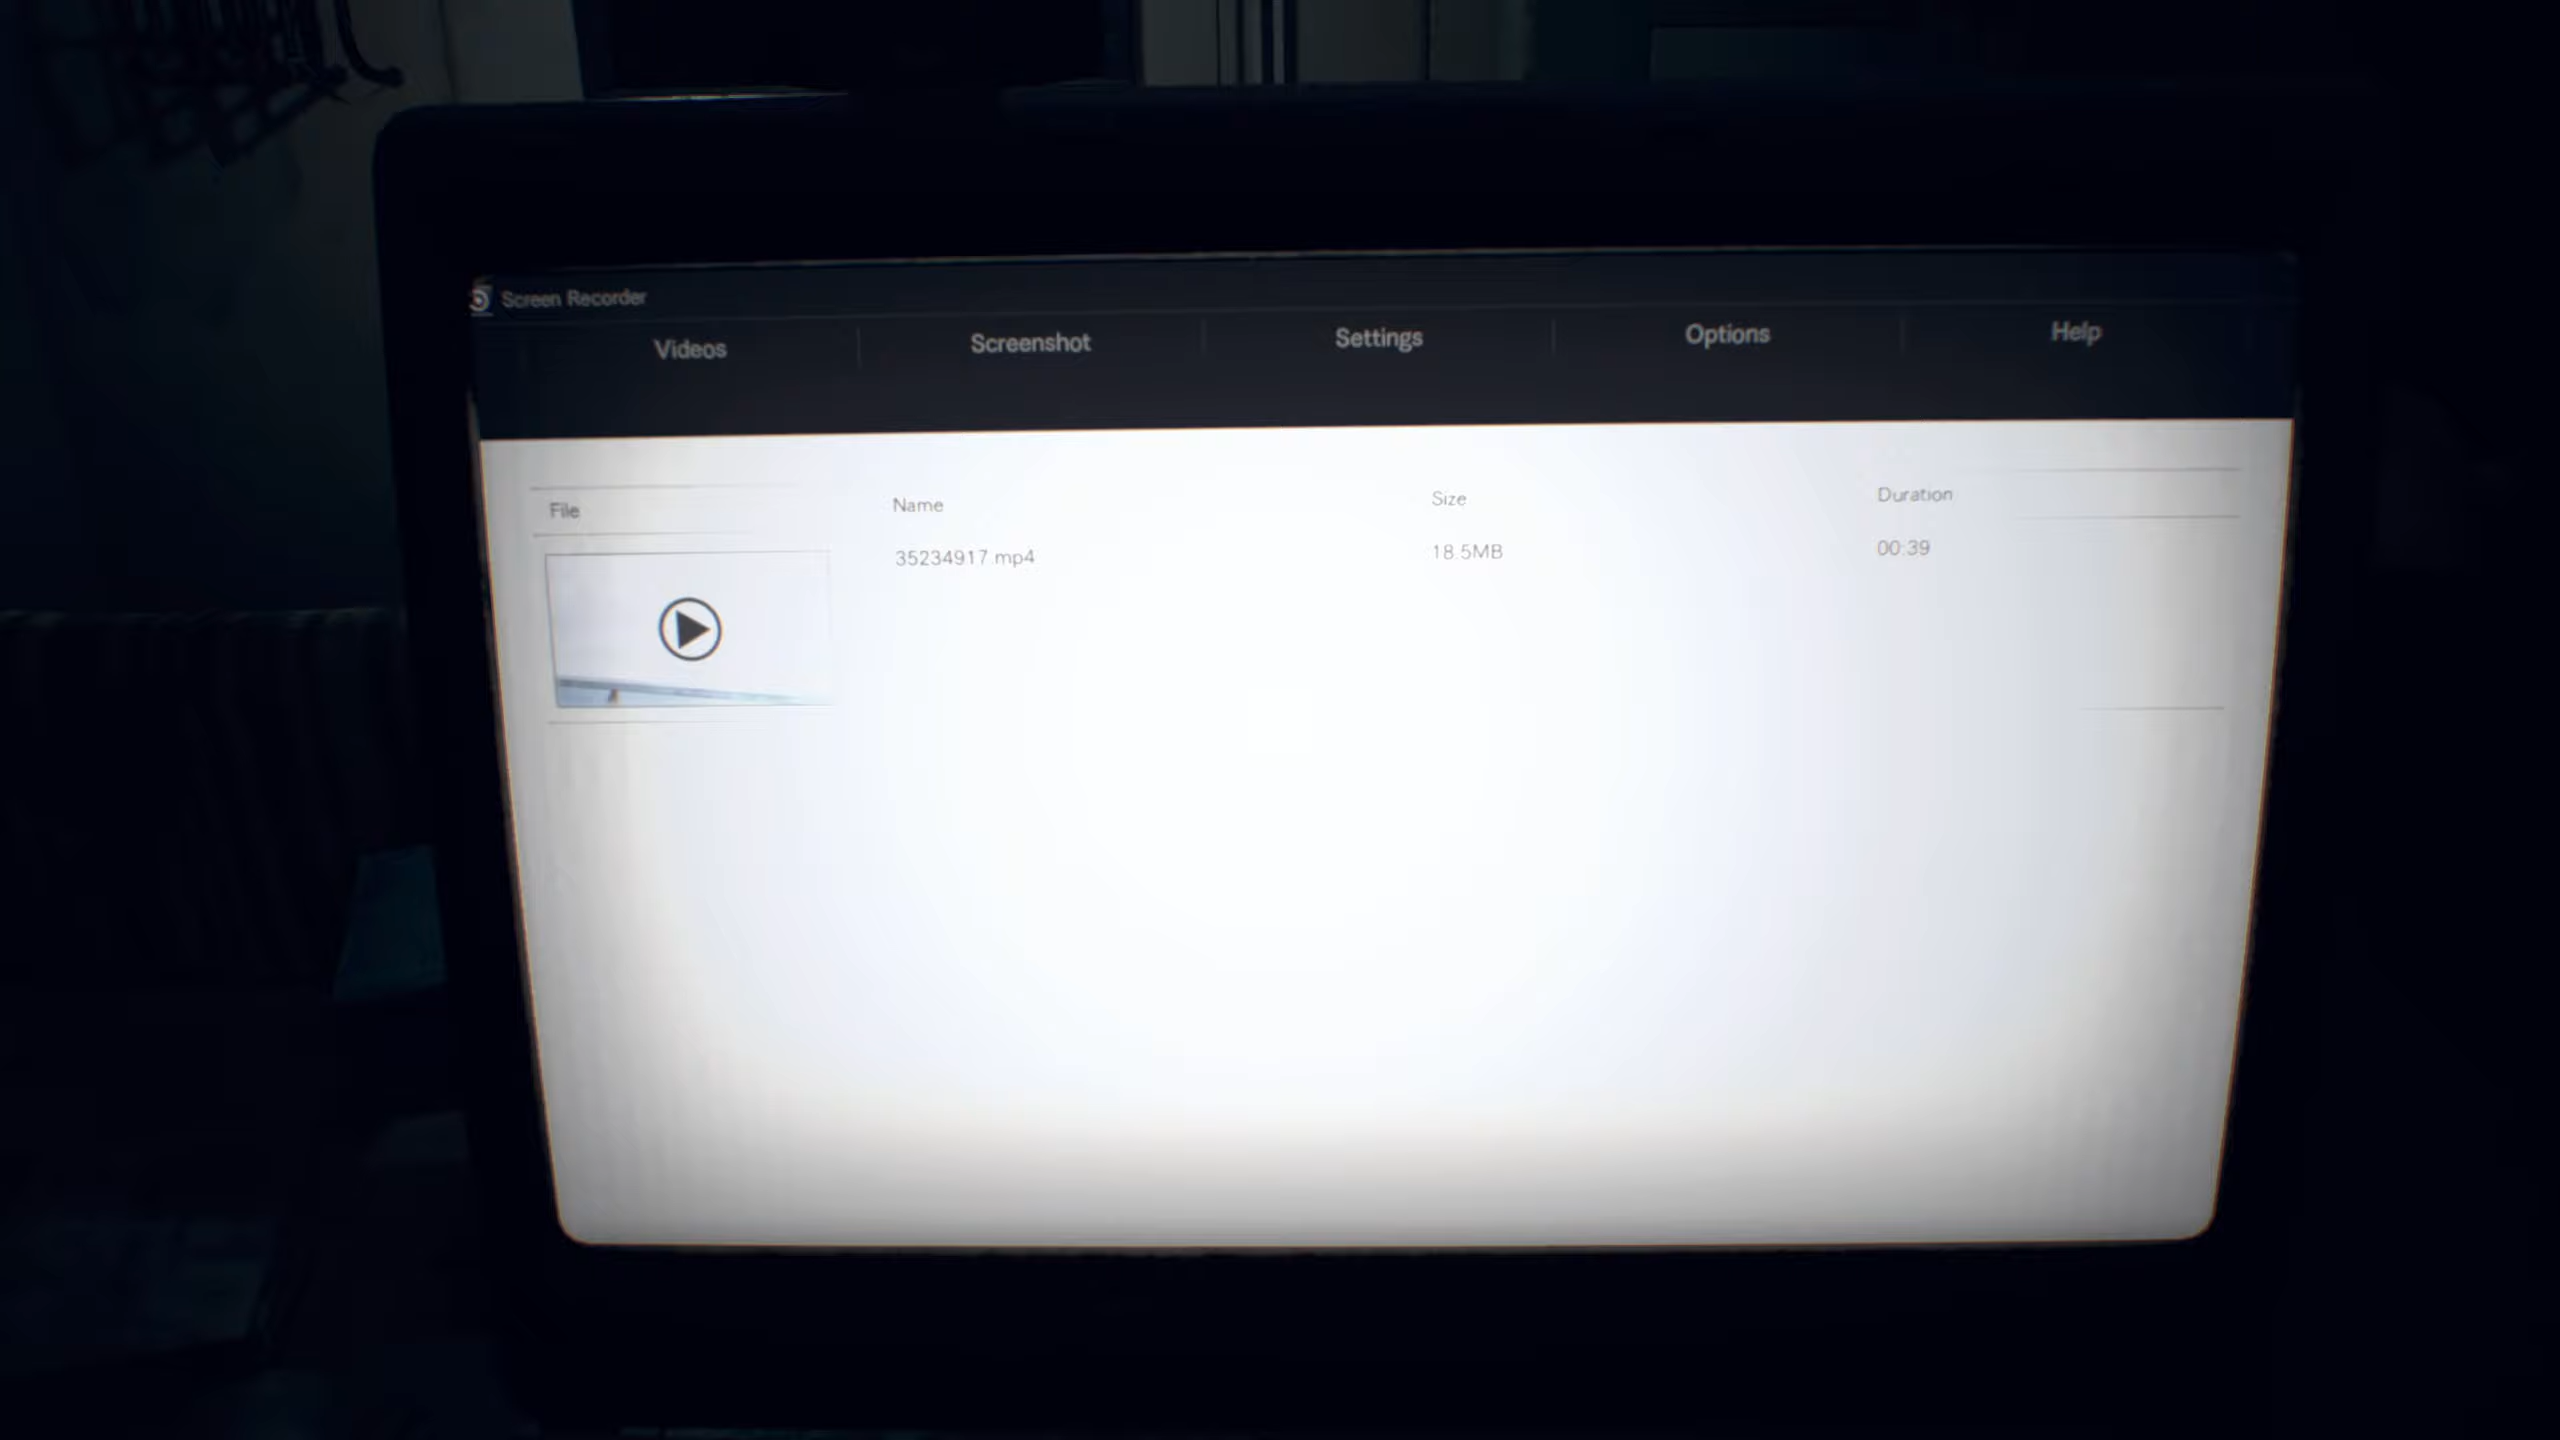 Screen Recorder
Videos Screenshot Settings Options Help
File Name Size Duration
35234917.mp4 18.5MB 00:39